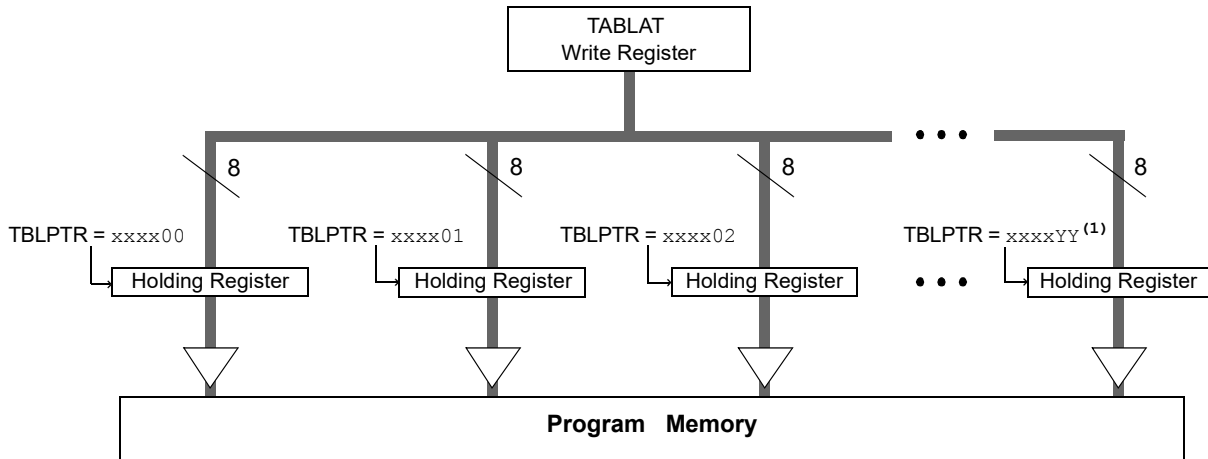 TABLAT
Write Register
8 8 8 8
TBLPTR = xxxx00 TBLPTR = xxxx01 TBLPTR = xxxx02 TBLPTR = xxxxYY(1)
Holding Register Holding Register Holding Register Holding Register
Program Memory